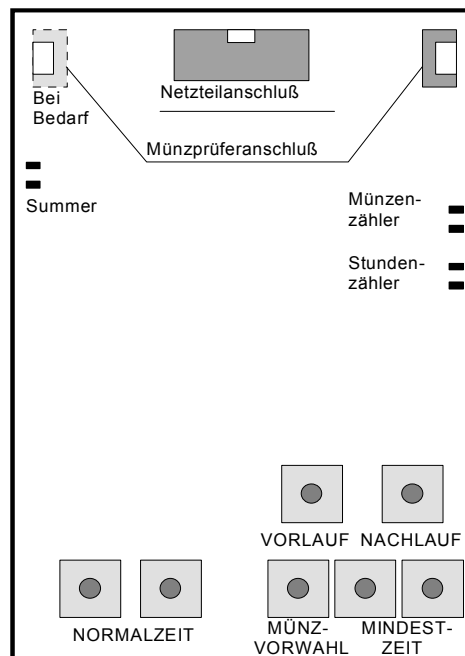 Netzteilanschluß
Bei
Bedarf
Münzprüferanschluß
Summer
Münzen-
zähler
Stunden-
zähler
VORLAUF NACHLAUF
NORMALZEIT
MÜNZ-
VORWAHL
MINDEST-
ZEIT